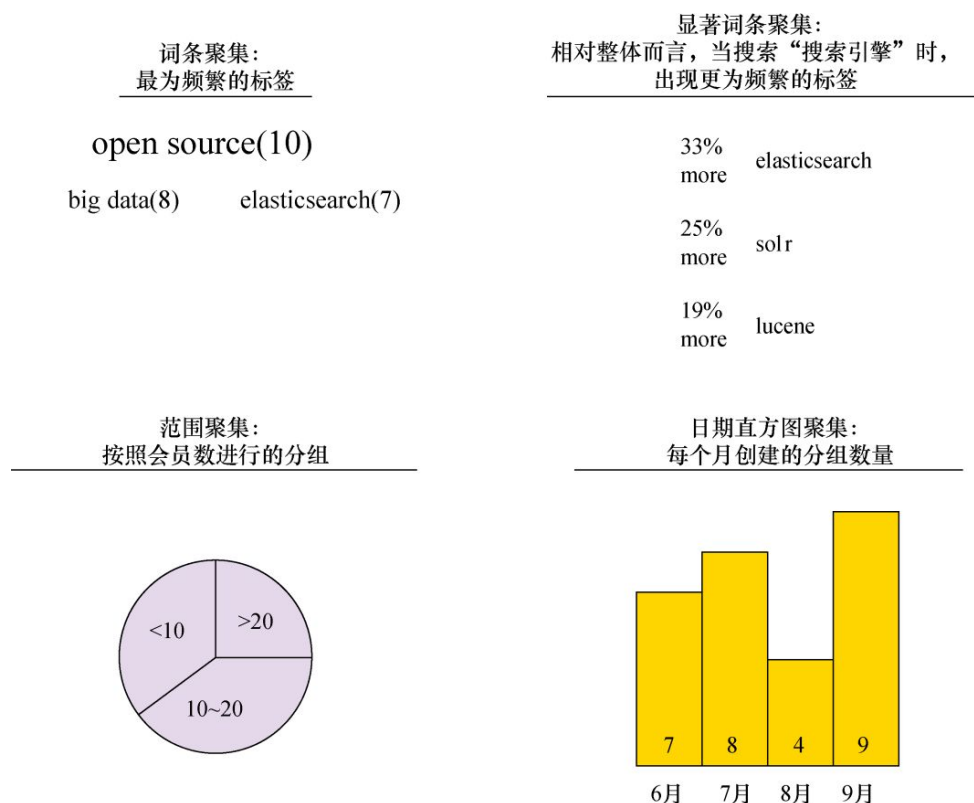 词条聚集：
最为频繁的标签
open source(10)
big data(8) elasticsearch(7)
显著词条聚集：
相对整体而言，当搜索“搜索引擎”时，
出现更为频繁的标签
33%
more
elasticsearch
25%
more
solr
19%
more
lucene
范围聚集：
按照会员数进行的分组
<10
>20
10~20
日期直方图聚集：
每个月创建的分组数量
7 8 4 9
6月 7月 8月 9月